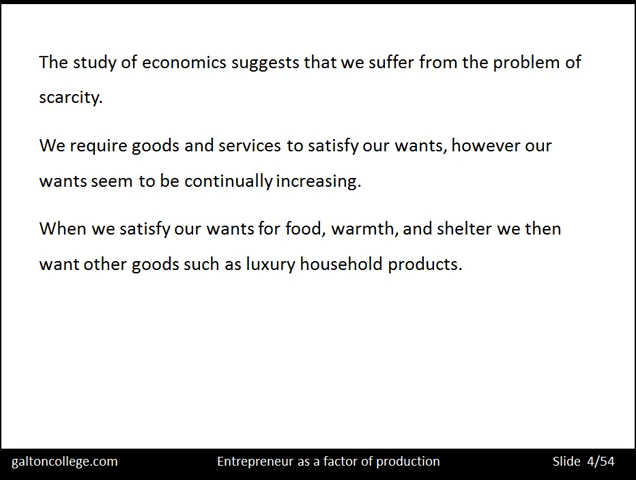 The study of economics suggests that we suffer from the problem of
scarcity.
We require goods and services to satisfy our wants, however our
wants seem to be continually increasing.
When we satisfy our wants for food, warmth, and shelter we then
want other goods such as luxury household products.
galtoncollege.com Entrepreneur as a factor of production Slide 4/54